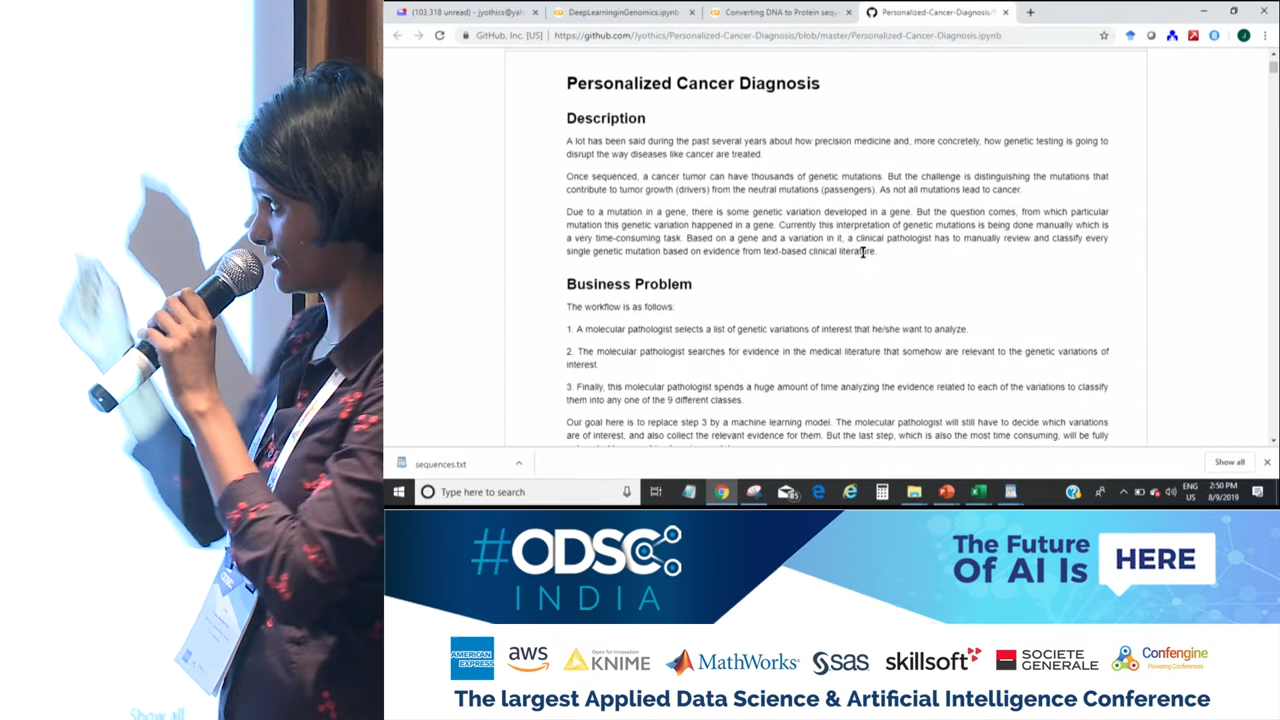 (103,318 unread) - jyothics@yah
DeepLearninginGenomics.ipynb
Converting DNA to Protein sequ
Personalized-Cancer-Diagnosis/P
GitHub, Inc. [US] https://github.com/Jyothics/Personalized-Cancer-Diagnosis/blob/master/Personalized-Cancer-Diagnosis.ipynb
Personalized Cancer Diagnosis
Description
A lot has been said during the past several years about how precision medicine and, more concretely, how genetic testing is going to
disrupt the way diseases like cancer are treated.
Once sequenced, a cancer tumor can have thousands of genetic mutations. But the challenge is distinguishing the mutations that
contribute to tumor growth (drivers) from the neutral mutations (passengers). As not all mutations lead to cancer.
Due to a mutation in a gene, there is some genetic variation developed in a gene. But the question comes, from which particular
mutation this genetic variation happened in a gene. Currently this interpretation of genetic mutations is being done manually which is
a very time-consuming task. Based on a gene and a variation in it, a clinical pathologist has to manually review and classify every
single genetic mutation based on evidence from text-based clinical literature.
Business Problem
The workflow is as follows:
1. A molecular pathologist selects a list of genetic variations of interest that he/she want to analyze.
2. The molecular pathologist searches for evidence in the medical literature that somehow are relevant to the genetic variations of
interest.
3. Finally, this molecular pathologist spends a huge amount of time analyzing the evidence related to each of the variations to classify
them into any one of the 9 different classes.
Our goal here is to replace step 3 by a machine learning model. The molecular pathologist will still have to decide which variations
are of interest, and also collect the relevant evidence for them. But the last step, which is also the most time consuming, will be fully
sequences.txt
Show all
Type here to search
85
ENG
US
2:50 PM
8/9/2019
#ODSC
INDIA
The Future
Of AI Is
HERE
AMERICAN
EXPRESS
aws
Open for Innovation
KNIME
MathWorks
sas
skillsoft
SOCIETE
GENERALE
Confengine
Powering Conferences
The largest Applied Data Science & Artificial Intelligence Conference
ODSC
Show all